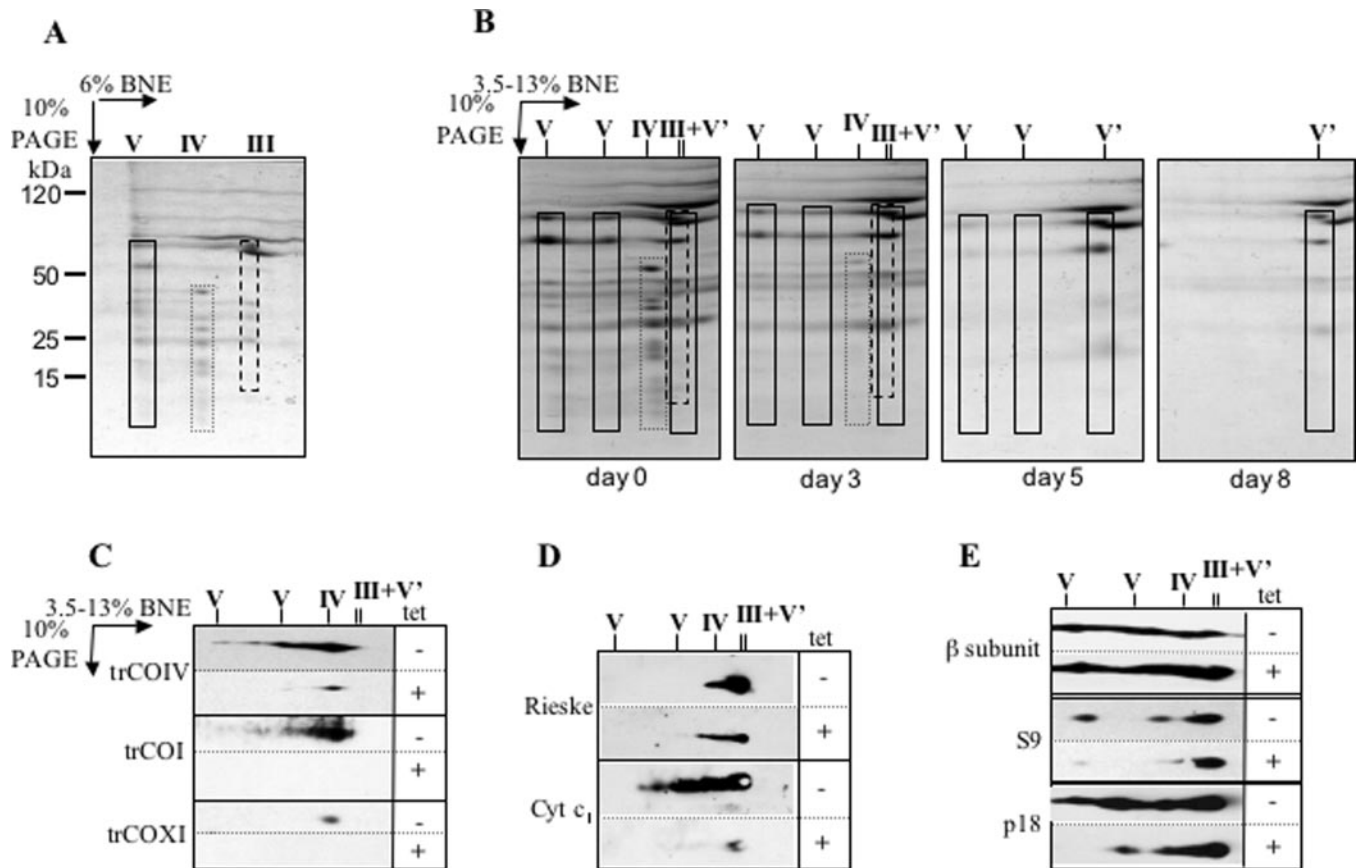 A
6% BNE
10%
PAGE
V IV III
kDa
120
50
25
15
B
3.5-13% BNE
10%
PAGE
V V IV III+V’
V V IV III+V’
V V V’
V’
day 0
day 3
day 5
day 8
C
3.5-13% BNE
10%
PAGE
V V IV III+V’
tet
trCOIV
-
+
trCOI
-
+
trCOXI
-
+
D
V V IV III+V’
tet
Rieske
-
+
Cyt c₁
-
+
E
V V IV III+V’
tet
β subunit
-
+
S9
-
+
p18
-
+